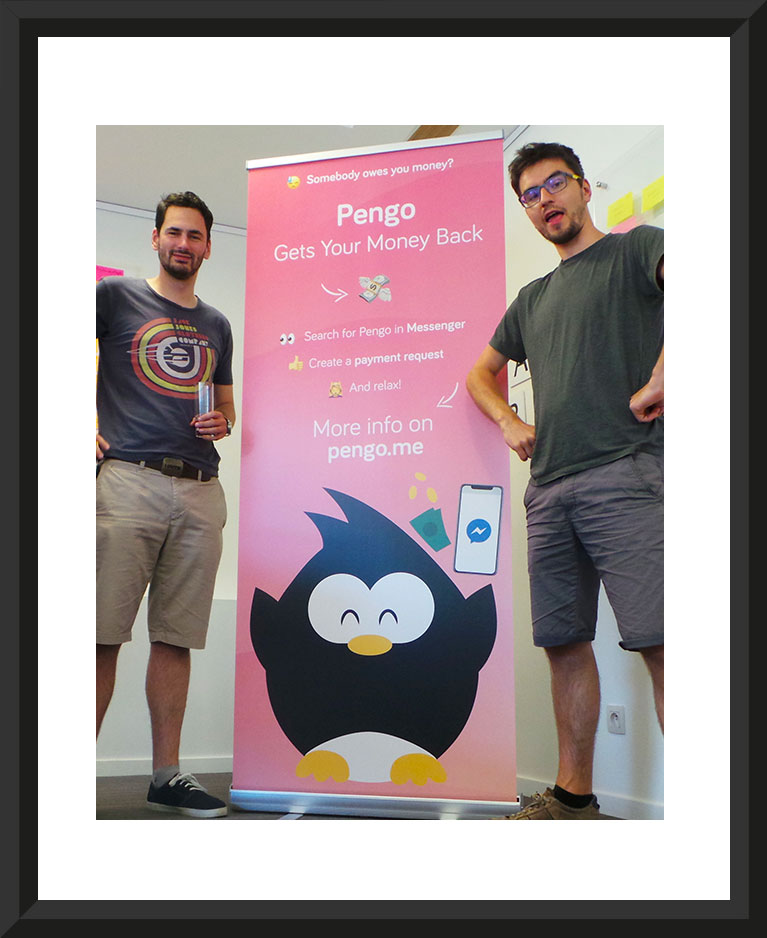 Somebody owes you money?
Pengo
Gets Your Money Back
Search for Pengo in Messenger
Create a payment request
And relax!
More info on
pengo.me
COMPANY